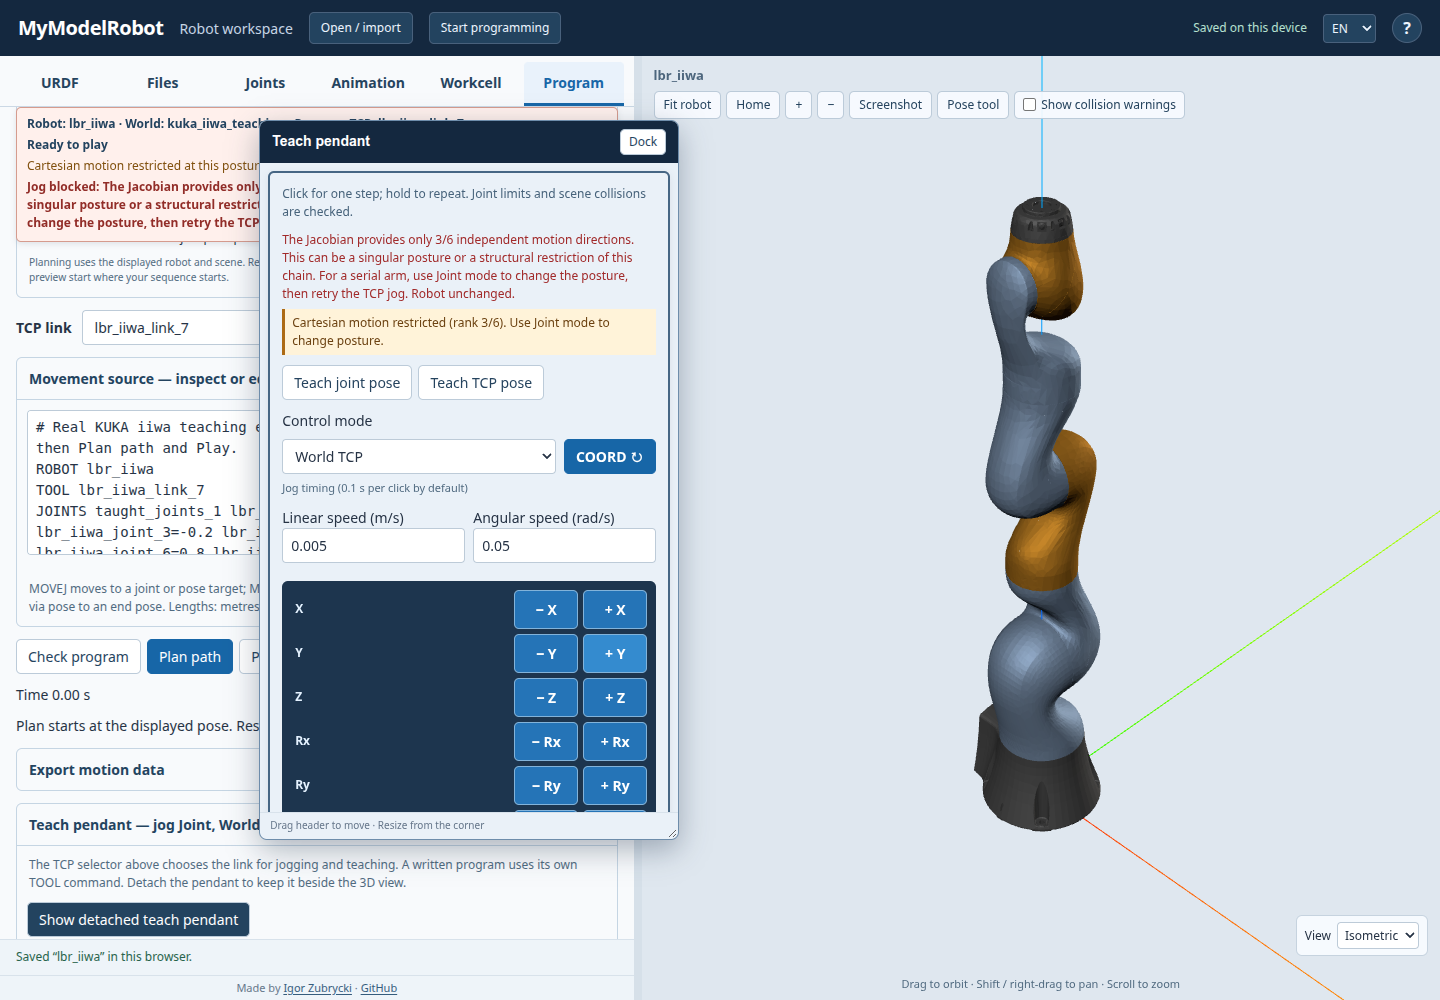 MyModelRobot Robot workspace Open / import Start programming Saved on this device EN ?
URDF Files Joints Animation Workcell Program
Robot: lbr_iiwa · World: kuka_iiwa_teach
Ready to play
Cartesian motion restricted at this postur
Jog blocked: The Jacobian provides only
singular posture or a structural restrict
change the posture, then retry the TCP
Planning uses the displayed robot and scene. Re
preview start where your sequence starts.
TCP link lbr_iiwa_link_7
Movement source — inspect or e
# Real KUKA iiwa teaching e
then Plan path and Play.
ROBOT lbr_iiwa
TOOL lbr_iiwa_link_7
JOINTS taught_joints_1 lbr_
lbr_iiwa_joint_3=-0.2 lbr_i
lbr_iiwa_joint_6=0.8 lbr_ii
MOVEJ moves to a joint or pose target; M
via pose to an end pose. Lengths: metres
Check program Plan path P
Time 0.00 s
Plan starts at the displayed pose. Res
Export motion data
Teach pendant — jog Joint, World
The TCP selector above chooses the link for jogging and teaching. A written program uses its own
TOOL command. Detach the pendant to keep it beside the 3D view.
Show detached teach pendant
Saved “lbr_iiwa” in this browser.
Made by Igor Zubrycki · GitHub
Teach pendant Dock
Click for one step; hold to repeat. Joint limits and scene collisions
are checked.
The Jacobian provides only 3/6 independent motion directions.
This can be a singular posture or a structural restriction of this
chain. For a serial arm, use Joint mode to change the posture,
then retry the TCP jog. Robot unchanged.
Cartesian motion restricted (rank 3/6). Use Joint mode to
change posture.
Teach joint pose Teach TCP pose
Control mode
World TCP COORD ↻
Jog timing (0.1 s per click by default)
Linear speed (m/s) Angular speed (rad/s)
0.005 0.05
X − X + X
Y − Y + Y
Z − Z + Z
Rx − Rx + Rx
Ry − Ry + Ry
Drag header to move · Resize from the corner
lbr_iiwa
Fit robot Home + − Screenshot Pose tool Show collision warnings
View Isometric
Drag to orbit · Shift / right-drag to pan · Scroll to zoom